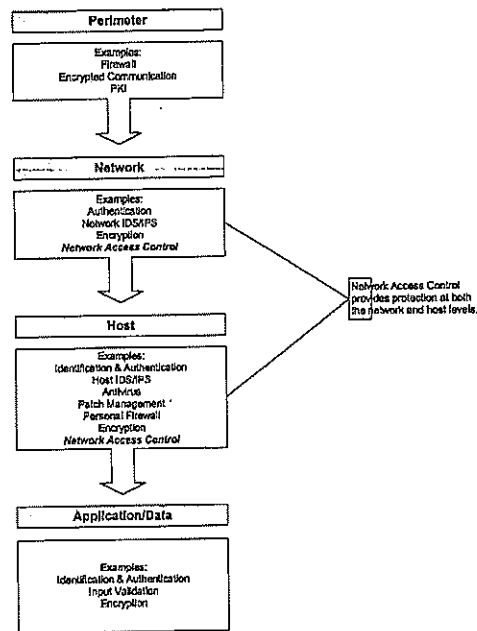 Perimeter
Examples:
Firewall
Encrypted Communication
PKI
Network
Examples:
Authentication
Network IDS/IPS
Encryption
Network Access Control
Network Access Control
provides protection at both
the network and host levels.
Host
Examples:
Identification & Authentication
Host IDS/IPS
Antivirus
Patch Management
Personal Firewall
Encryption
Network Access Control
Application/Data
Examples:
Identification & Authentication
Input Validation
Encryption